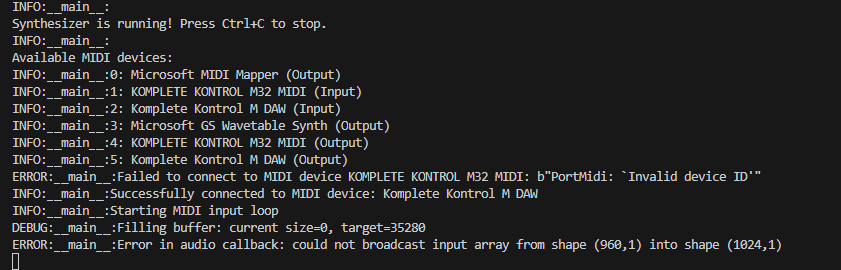 INFO:__main__:
Synthesizer is running! Press Ctrl+C to stop.
INFO:__main__:
Available MIDI devices:
INFO:__main__:0: Microsoft MIDI Mapper (Output)
INFO:__main__:1: KOMPLETE KONTROL M32 MIDI (Input)
INFO:__main__:2: Komplete Kontrol M DAW (Input)
INFO:__main__:3: Microsoft GS Wavetable Synth (Output)
INFO:__main__:4: KOMPLETE KONTROL M32 MIDI (Output)
INFO:__main__:5: Komplete Kontrol M DAW (Output)
ERROR:__main__:Failed to connect to MIDI device KOMPLETE KONTROL M32 MIDI: b"PortMidi: `Invalid device ID'"
INFO:__main__:Successfully connected to MIDI device: Komplete Kontrol M DAW
INFO:__main__:Starting MIDI input loop
DEBUG:__main__:Filling buffer: current size=0, target=35280
ERROR:__main__:Error in audio callback: could not broadcast input array from shape (960,1) into shape (1024,1)